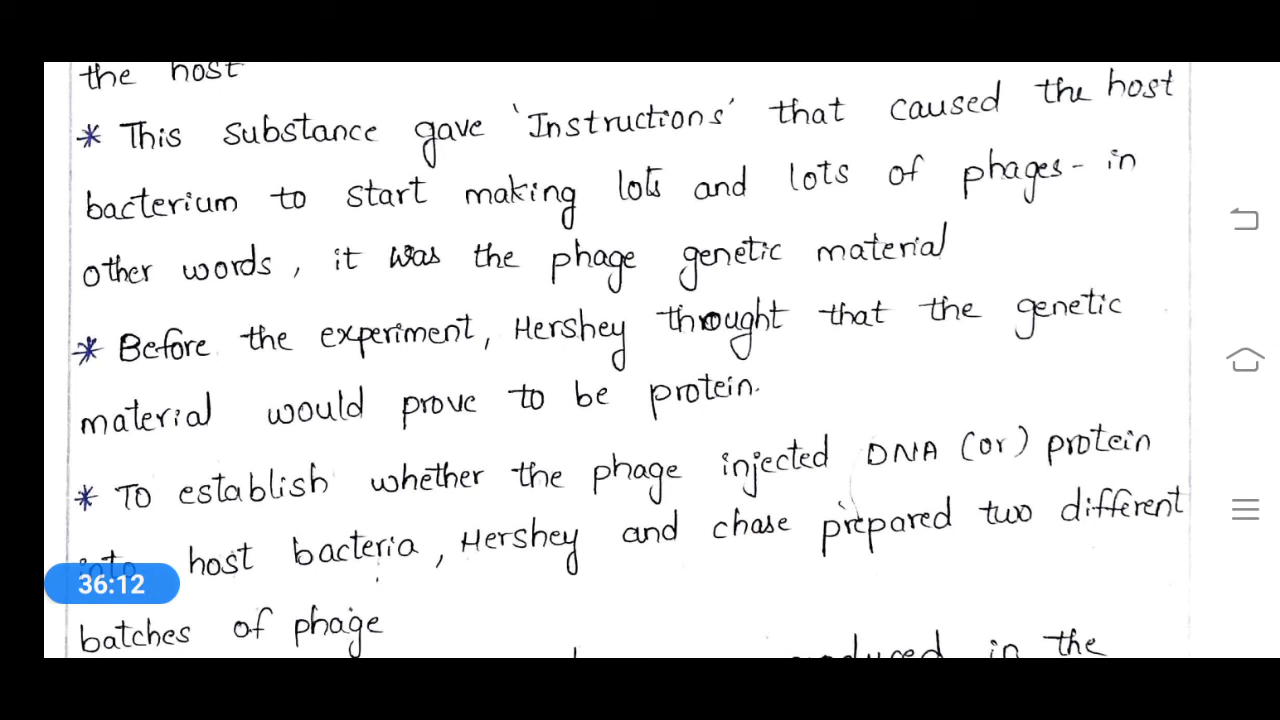 the host
* This substance gave 'Instructions' that caused the host
bacterium to start making lots and lots of phages - in
other words, it was the phage genetic material
* Before the experiment, Hershey throught that the genetic
material would prove to be protein.
* To establish whether the phage injected DNA (or) protein
into host bacteria, Hershey and chase prepared two different
36:12
batches of phage
in the